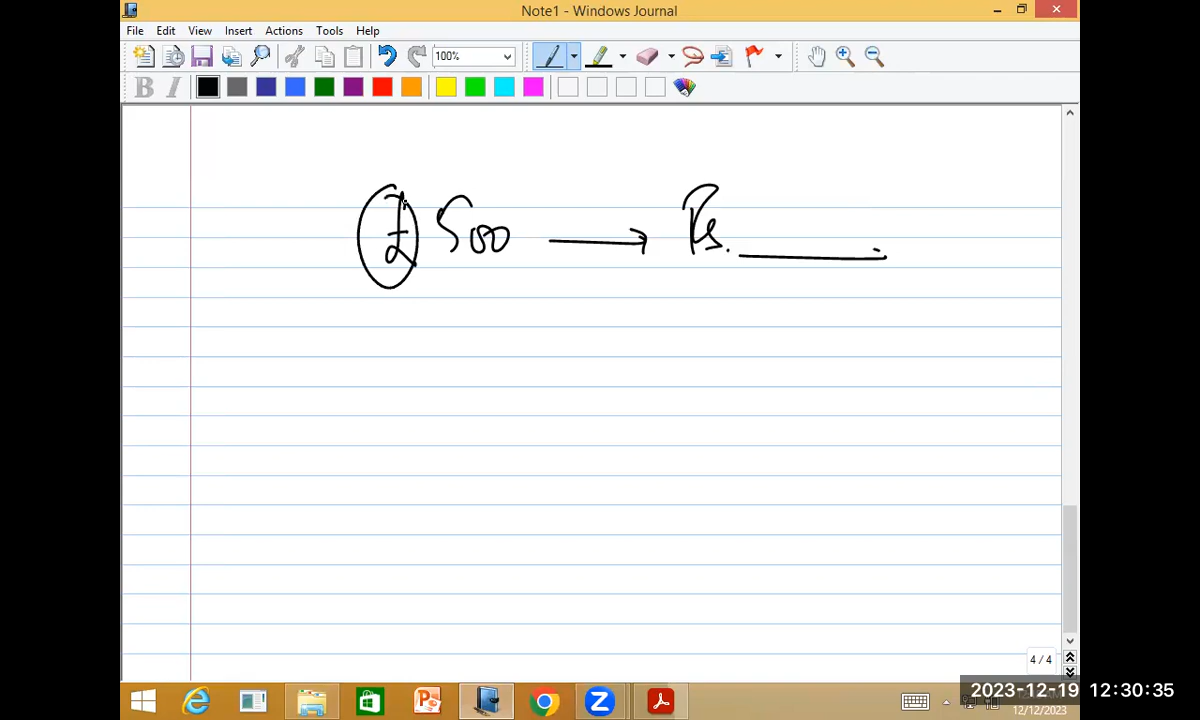 Note1 - Windows Journal
File Edit View Insert Actions Tools Help
100%
B I
£ 500 → Rs. ______
4 / 4
2023-12-19 12:30:35
12/12/2023